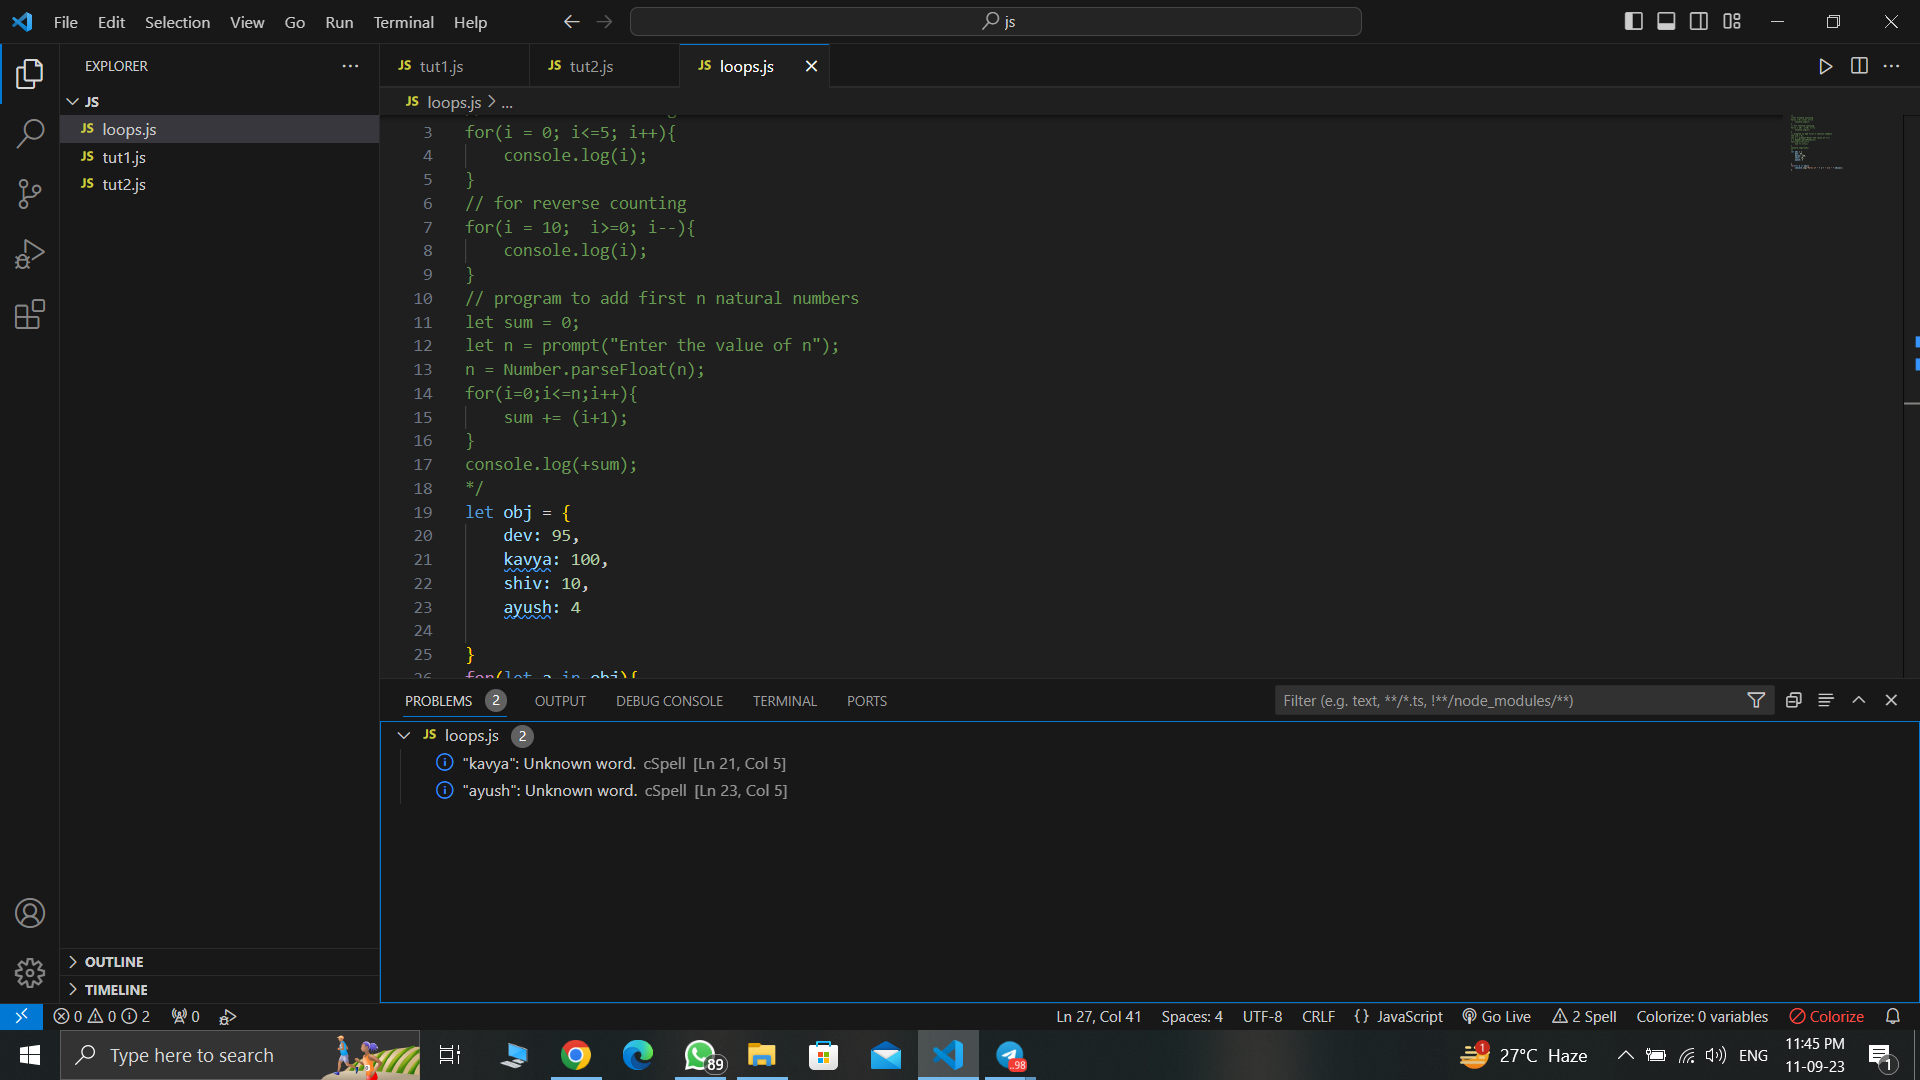 File Edit Selection View Go Run Terminal Help
js
EXPLORER
JS
JS loops.js
JS tut1.js
JS tut2.js
OUTLINE
TIMELINE
JS tut1.js
JS tut2.js
JS loops.js
JS loops.js > ...
3 for(i = 0; i<=5; i++){
4 console.log(i);
5 }
6 // for reverse counting
7 for(i = 10;  i>=0; i--){
8 console.log(i);
9 }
10 // program to add first n natural numbers
11 let sum = 0;
12 let n = prompt("Enter the value of n");
13 n = Number.parseFloat(n);
14 for(i=0;i<=n;i++){
15 sum += (i+1);
16 }
17 console.log(+sum);
18 */
19 let obj = {
20 dev: 95,
21 kavya: 100,
22 shiv: 10,
23 ayush: 4
24
25 }
26 for(let a in obj){
PROBLEMS 2 OUTPUT DEBUG CONSOLE TERMINAL PORTS
Filter (e.g. text, **/*.ts, !**/node_modules/**)
JS loops.js 2
"kavya": Unknown word. cSpell [Ln 21, Col 5]
"ayush": Unknown word. cSpell [Ln 23, Col 5]
0 0 2 0
Ln 27, Col 41 Spaces: 4 UTF-8 CRLF {} JavaScript Go Live 2 Spell Colorize: 0 variables Colorize
Type here to search
89
98
1
27°C Haze
ENG
11:45 PM
11-09-23
1